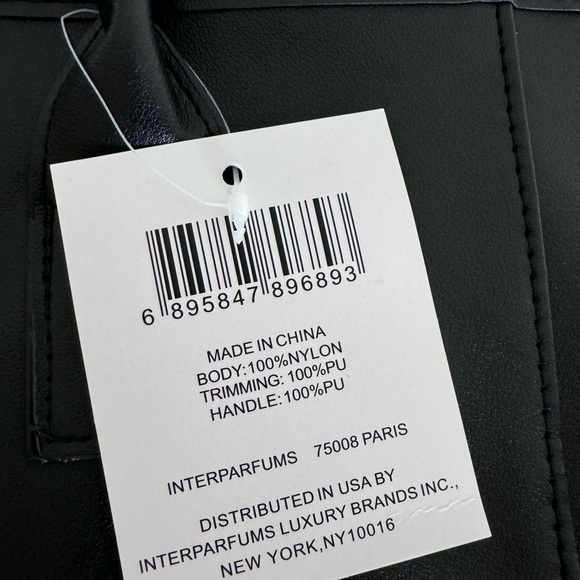 6 895847 896893
MADE IN CHINA
BODY:100%NYLON
TRIMMING: 100%PU
HANDLE:100%PU
INTERPARFUMS 75008 PARIS
DISTRIBUTED IN USA BY
INTERPARFUMS LUXURY BRANDS INC.,
NEW YORK,NY10016